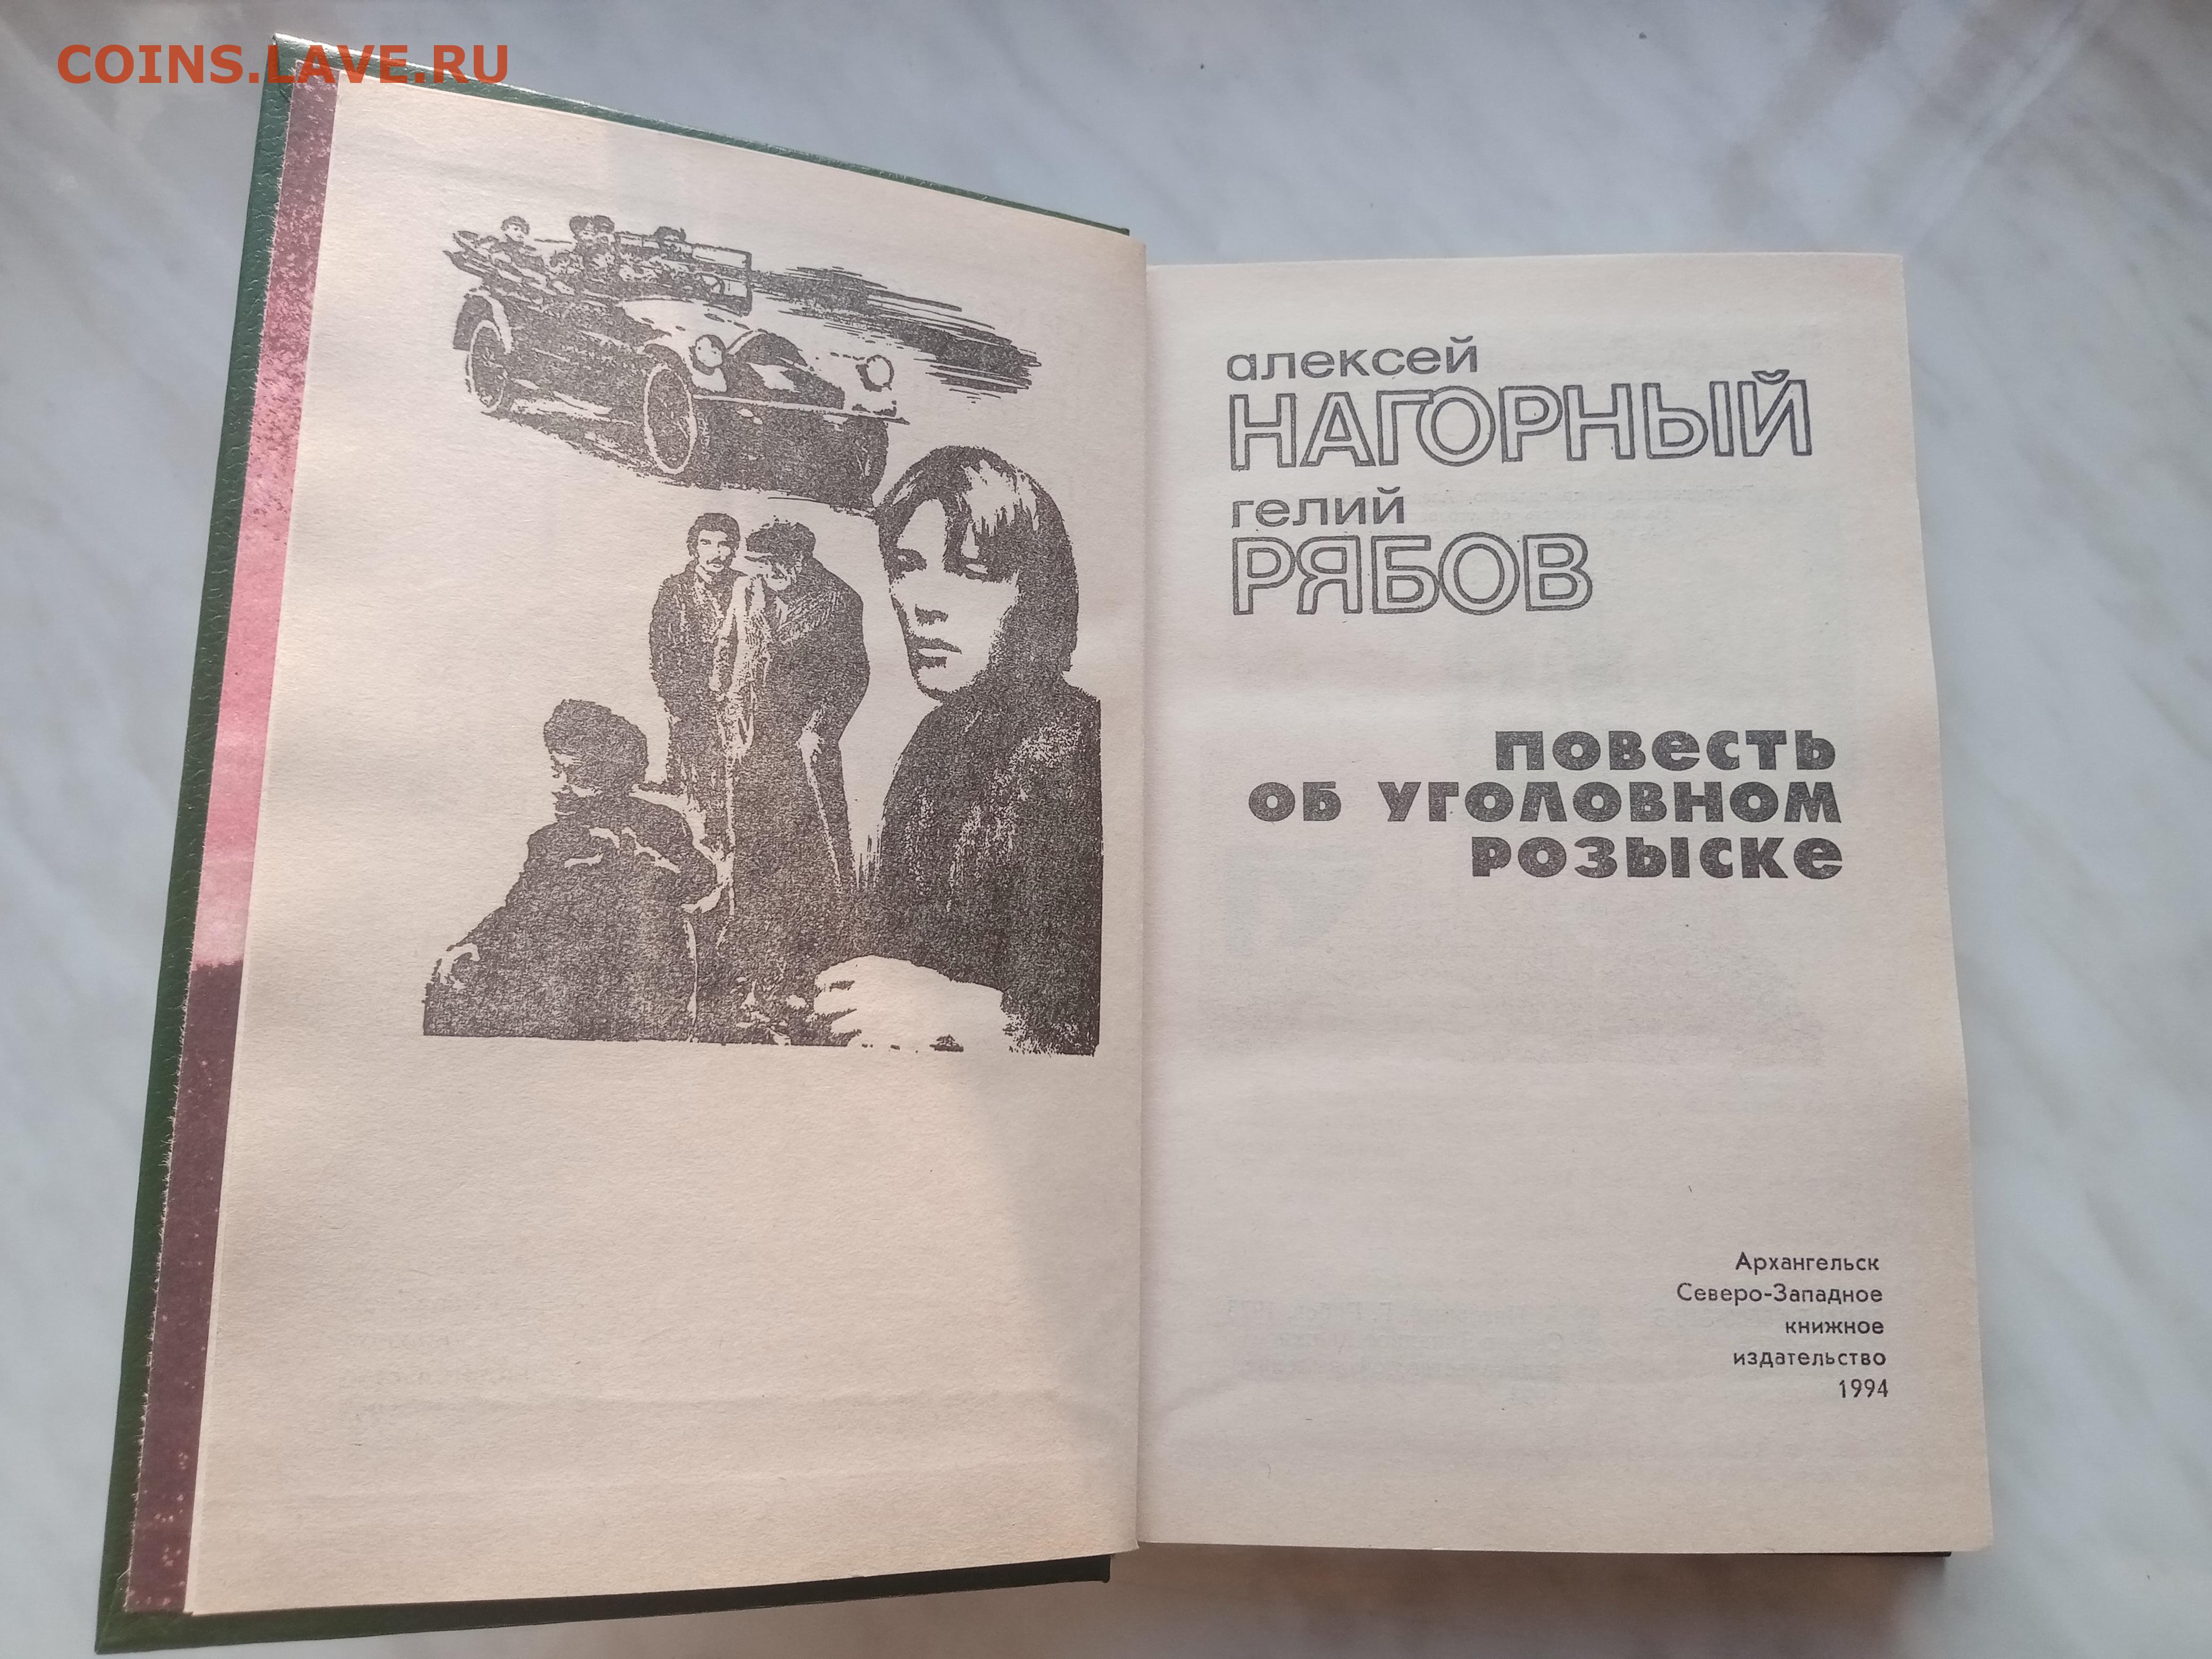 COINS.LAVE.RU
алексей
НАГОРНЫЙ
гелий
РЯБОВ
повесть
об уголовном
розыске
Архангельск
Северо-Западное
книжное
издательство
1994